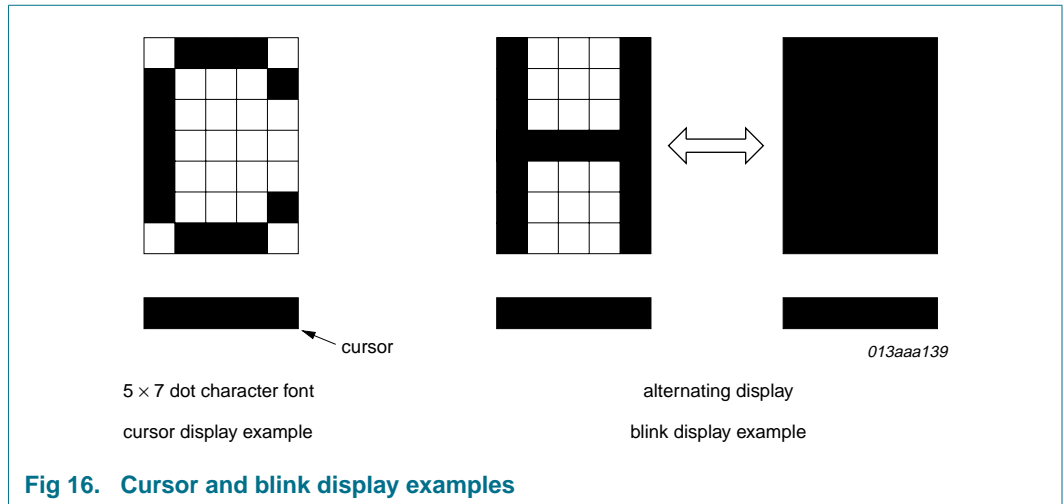 cursor
013aaa139
5 × 7 dot character font
alternating display
cursor display example
blink display example
Fig 16. Cursor and blink display examples